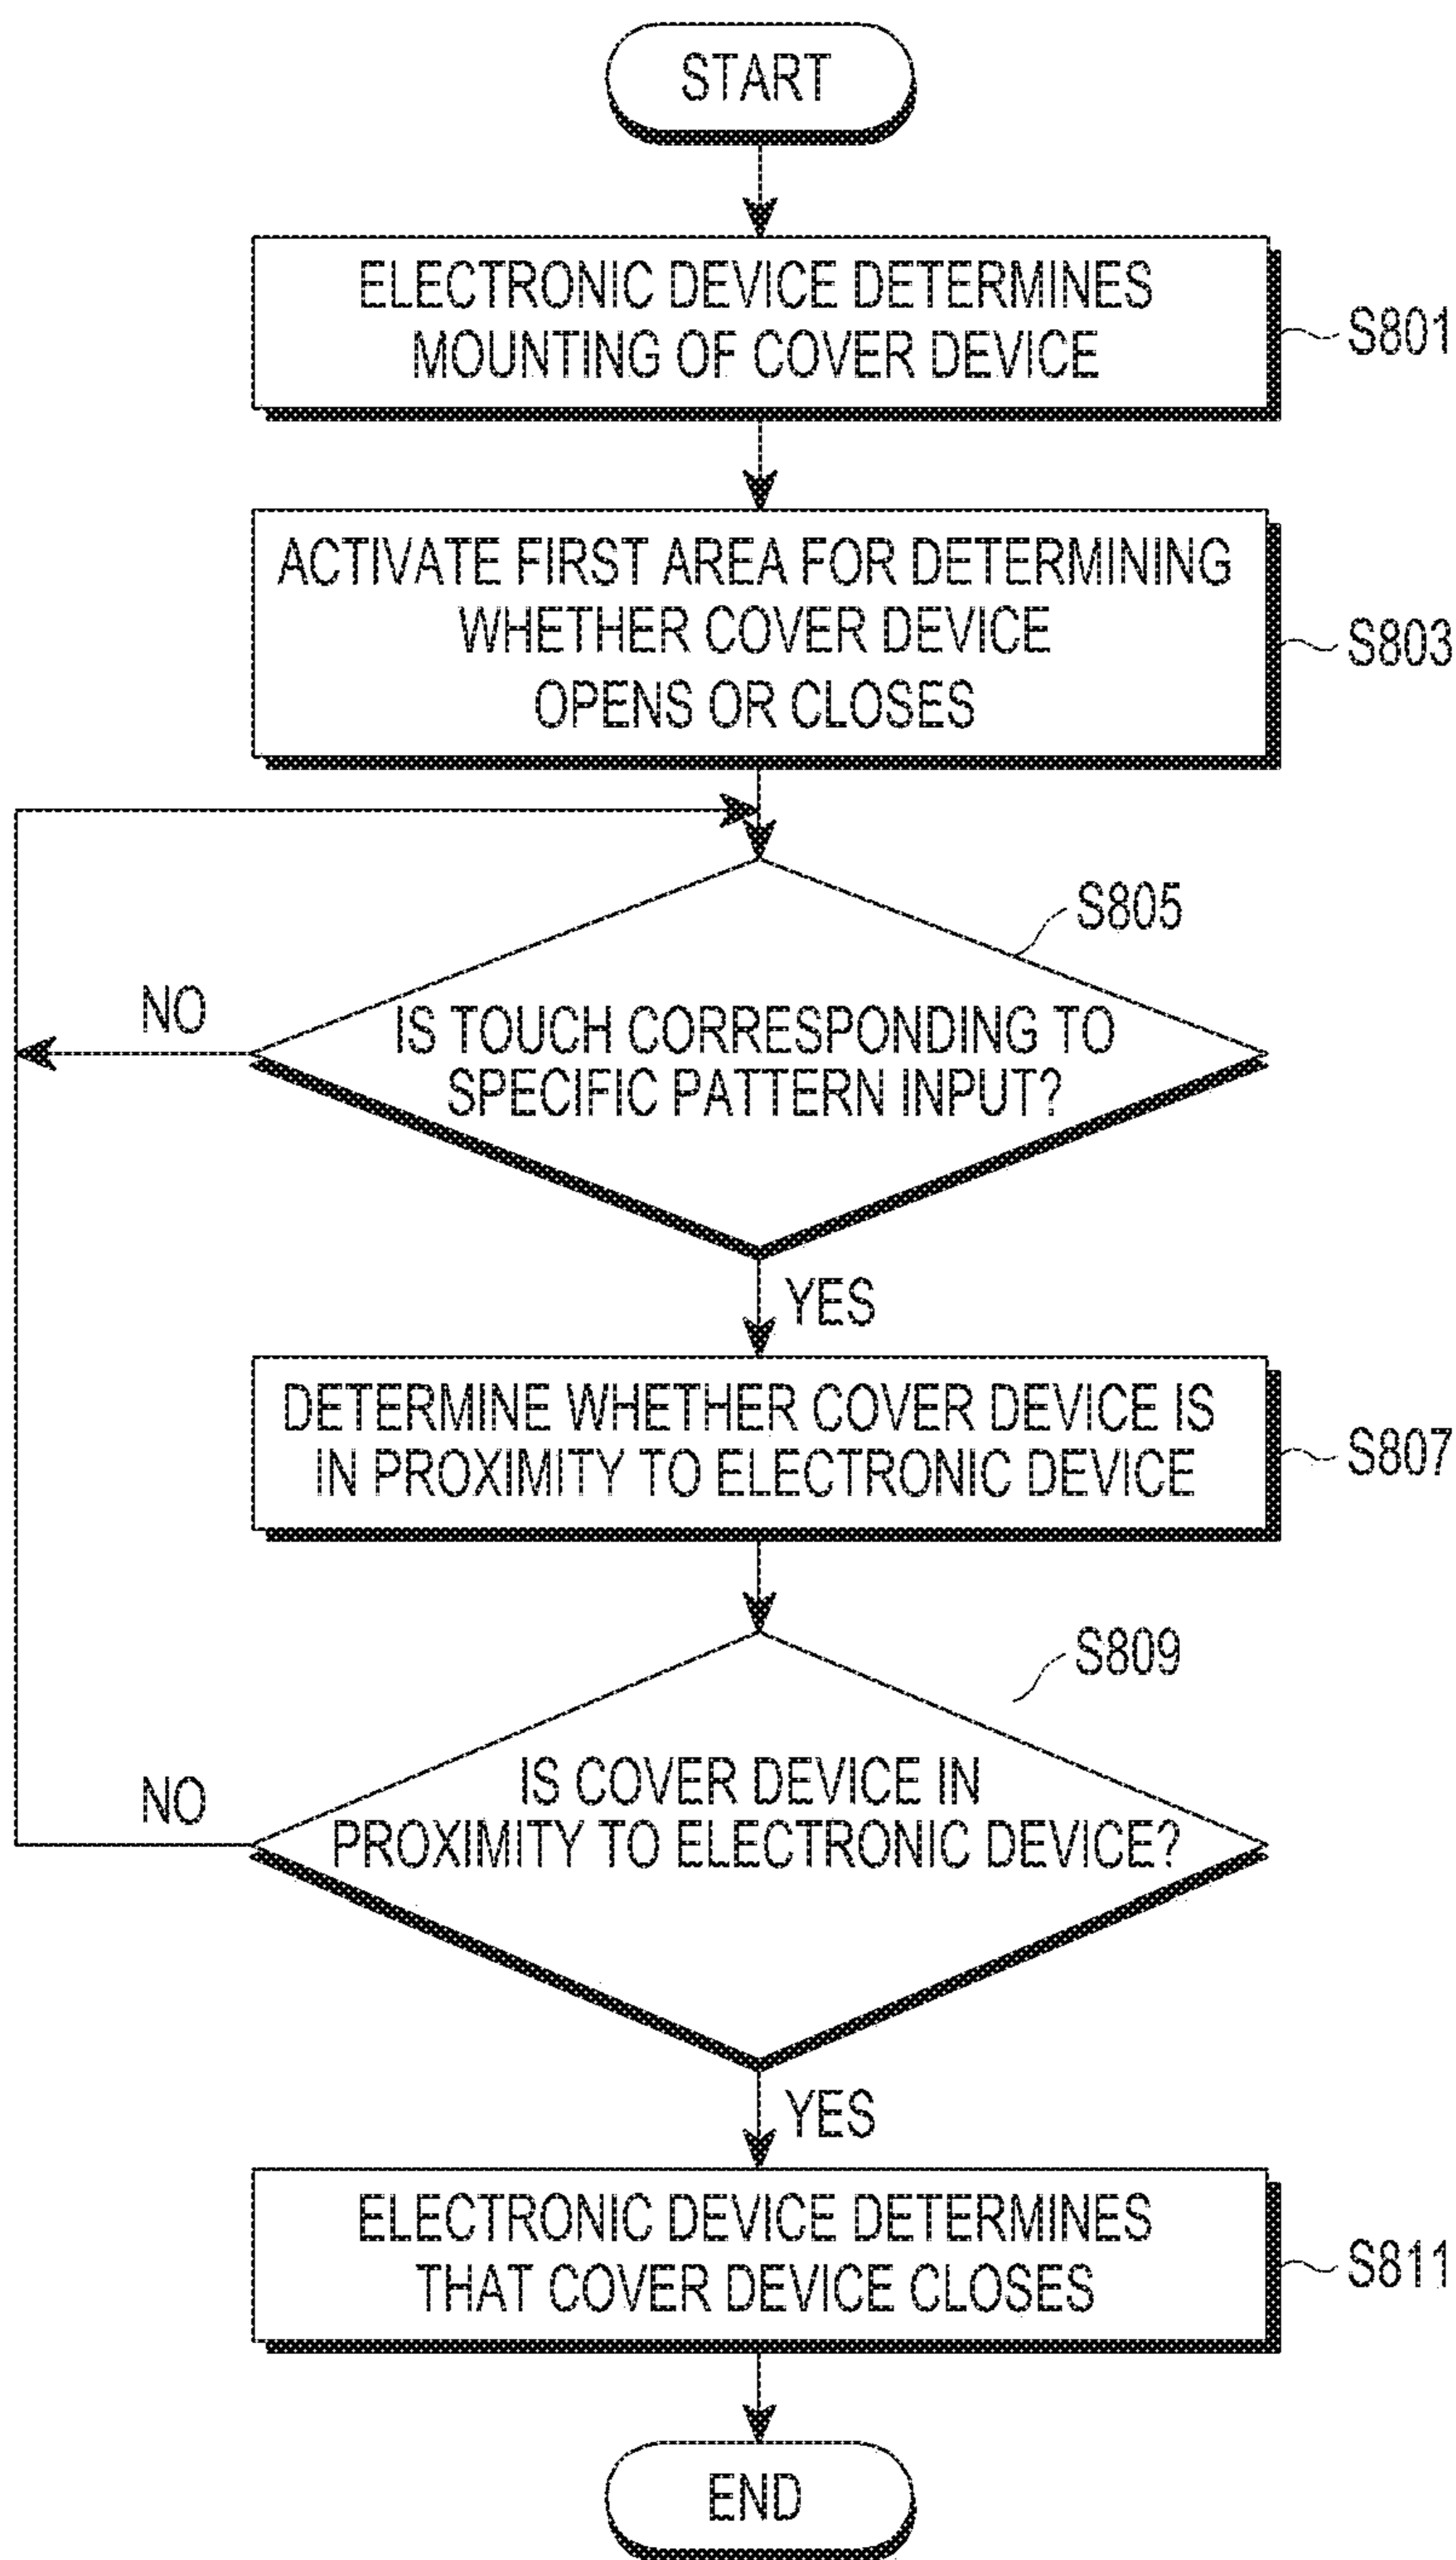 START
ELECTRONIC DEVICE DETERMINES
MOUNTING OF COVER DEVICE
S801
ACTIVATE FIRST AREA FOR DETERMINING
WHETHER COVER DEVICE
OPENS OR CLOSES
S803
S805
NO
IS TOUCH CORRESPONDING TO
SPECIFIC PATTERN INPUT?
YES
DETERMINE WHETHER COVER DEVICE IS
IN PROXIMITY TO ELECTRONIC DEVICE
S807
S809
NO
IS COVER DEVICE IN
PROXIMITY TO ELECTRONIC DEVICE?
YES
ELECTRONIC DEVICE DETERMINES
THAT COVER DEVICE CLOSES
S811
END